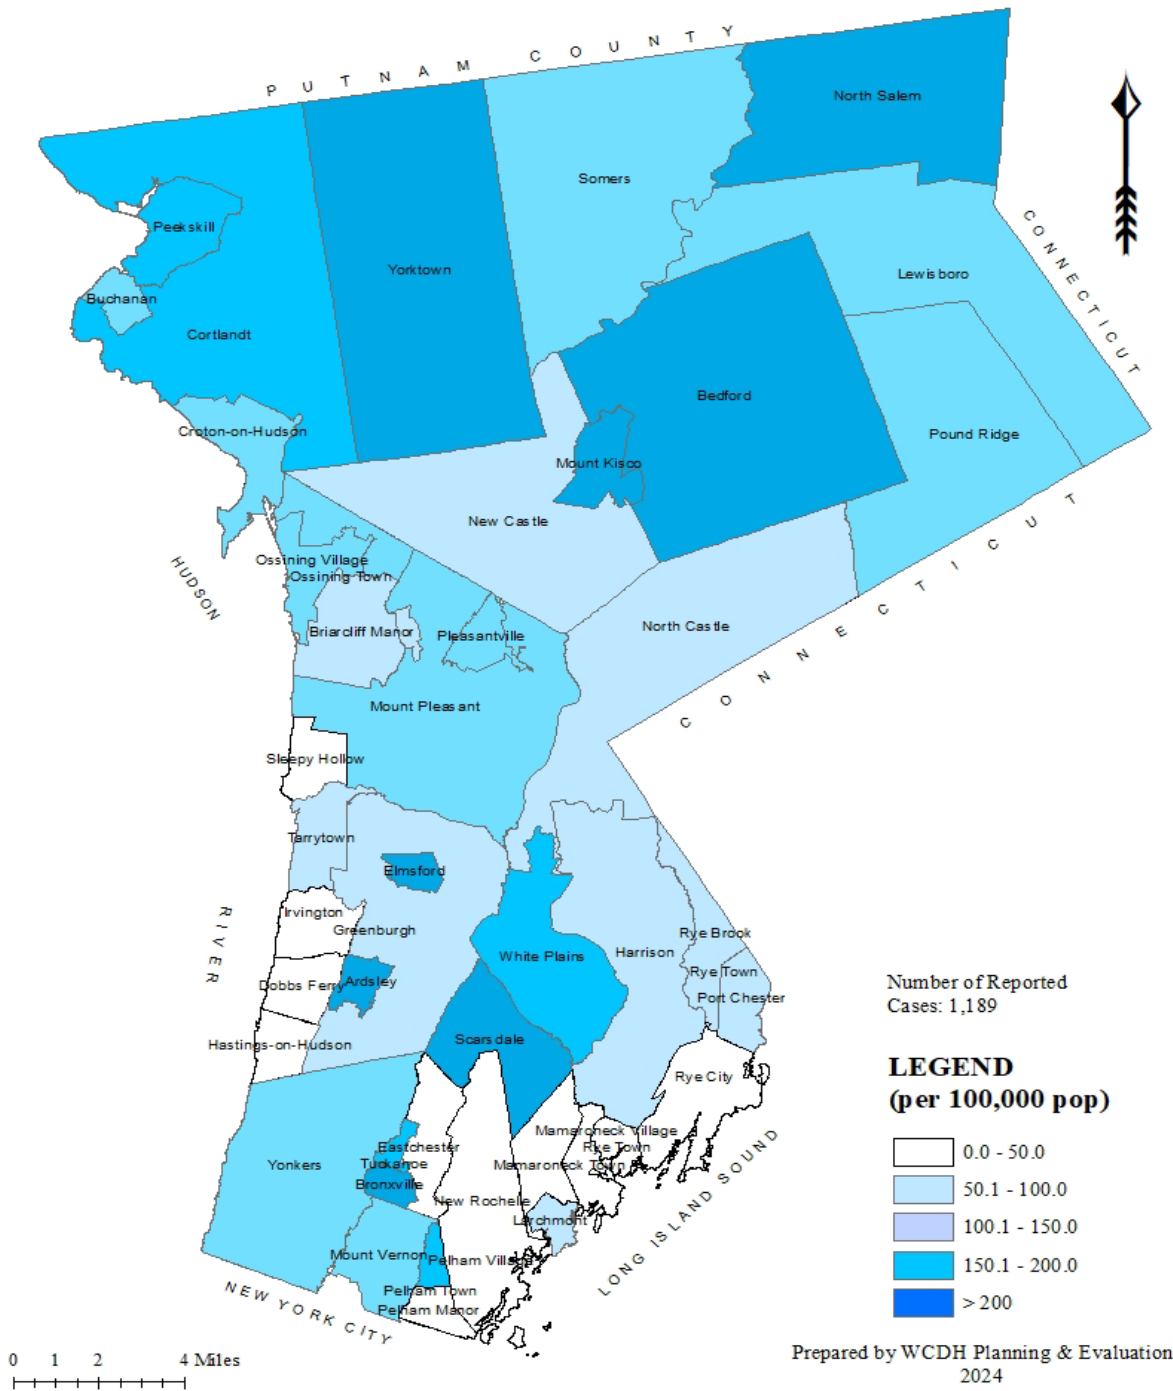 PUTNAM COUNTY
North Salem
Somers
Peekskill
Yorktown
CONNECTICUT
Lewisboro
Buchanan
Cortlandt
Bedford
Croton-on-Hudson
Pound Ridge
Mount Kisco
New Castle
HUDSON
Ossining Village
Ossining Town
CONNECTICUT
North Castle
Briarcliff Manor
Pleasantville
Mount Pleasant
Sleepy Hollow
Tarrytown
Elmsford
Irvington
Greenburgh
RIVER
White Plains
Harrison
Rye Brook
Rye Town
Port Chester
Dobbs Ferry
Ardsley
Number of Reported
Cases: 1,189
Hastings-on-Hudson
Scarsdale
Rye City
LEGEND
(per 100,000 pop)
0.0 - 50.0
50.1 - 100.0
100.1 - 150.0
150.1 - 200.0
> 200
Mamaroneck Village
Rye Town
Mamaroneck Town
Eastchester
Tuckahoe
Bronxville
Yonkers
New Rochelle
Larchmont
LONG ISLAND SOUND
Mount Vernon
Pelham Village
Pelham Town
Pelham Manor
NEW YORK CITY
0 1 2 4 Miles
Prepared by WCDH Planning & Evaluation
2024